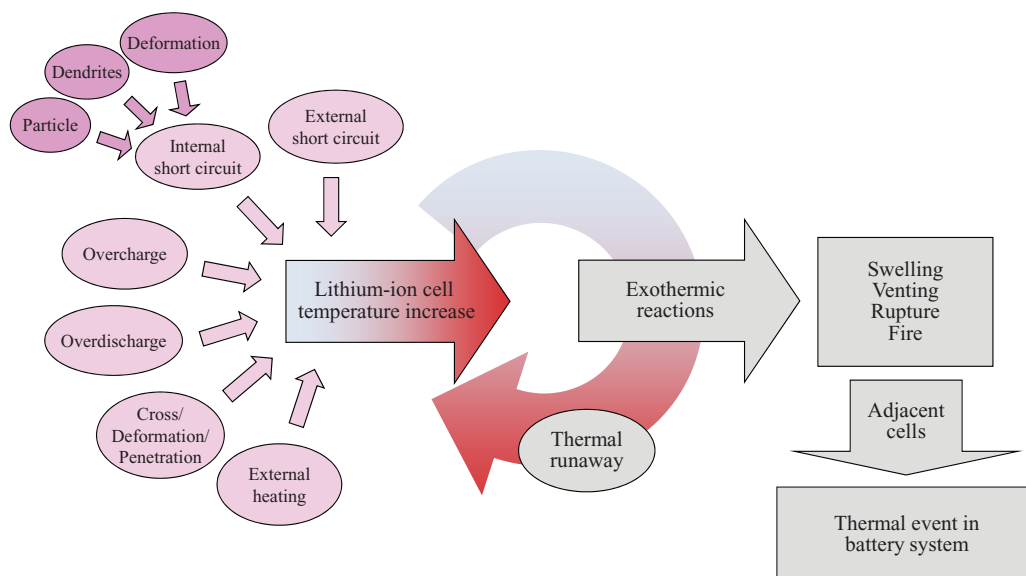 Deformation
Dendrites
Particle
Internal
short circuit
External
short circuit
Overcharge
Overdischarge
Cross/
Deformation/
Penetration
External
heating
Lithium-ion cell
temperature increase
Exothermic
reactions
Thermal
runaway
Swelling
Venting
Rupture
Fire
Adjacent
cells
Thermal event in
battery system